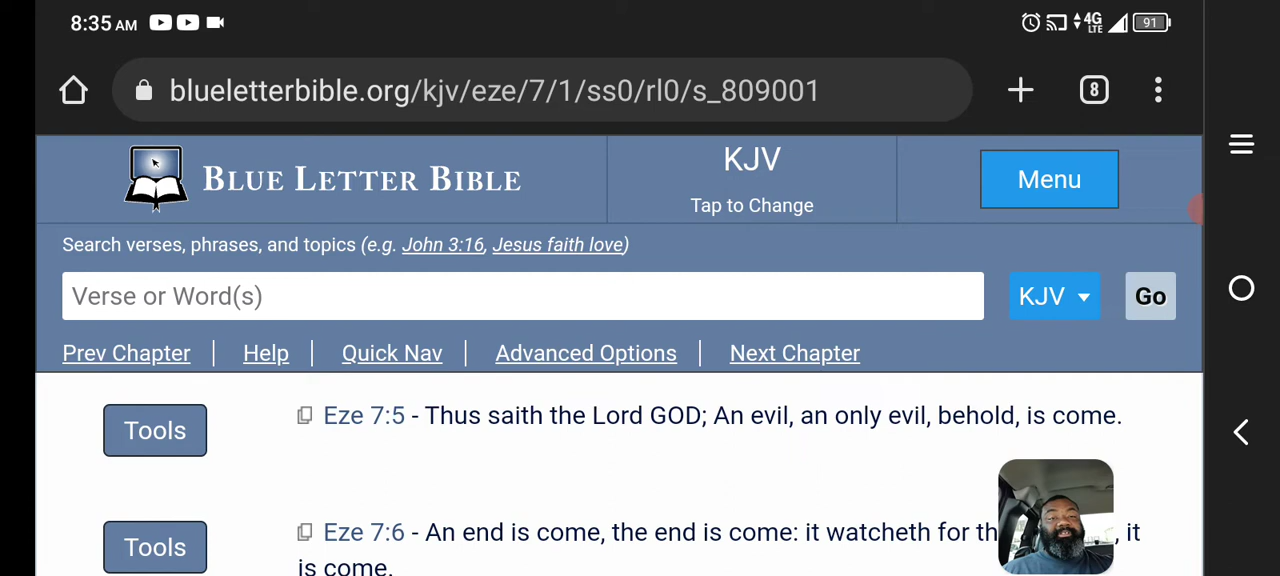 8:35 AM 4G LTE 91
blueletterbible.org/kjv/eze/7/1/ss0/rl0/s_809001 8
BLUE LETTER BIBLE
KJV
Tap to Change
Menu
Search verses, phrases, and topics (e.g. John 3:16, Jesus faith love)
Verse or Word(s) KJV Go
Prev Chapter | Help | Quick Nav | Advanced Options | Next Chapter
Tools Eze 7:5 - Thus saith the Lord GOD; An evil, an only evil, behold, is come.
Tools Eze 7:6 - An end is come, the end is come: it watcheth for , it
is come.